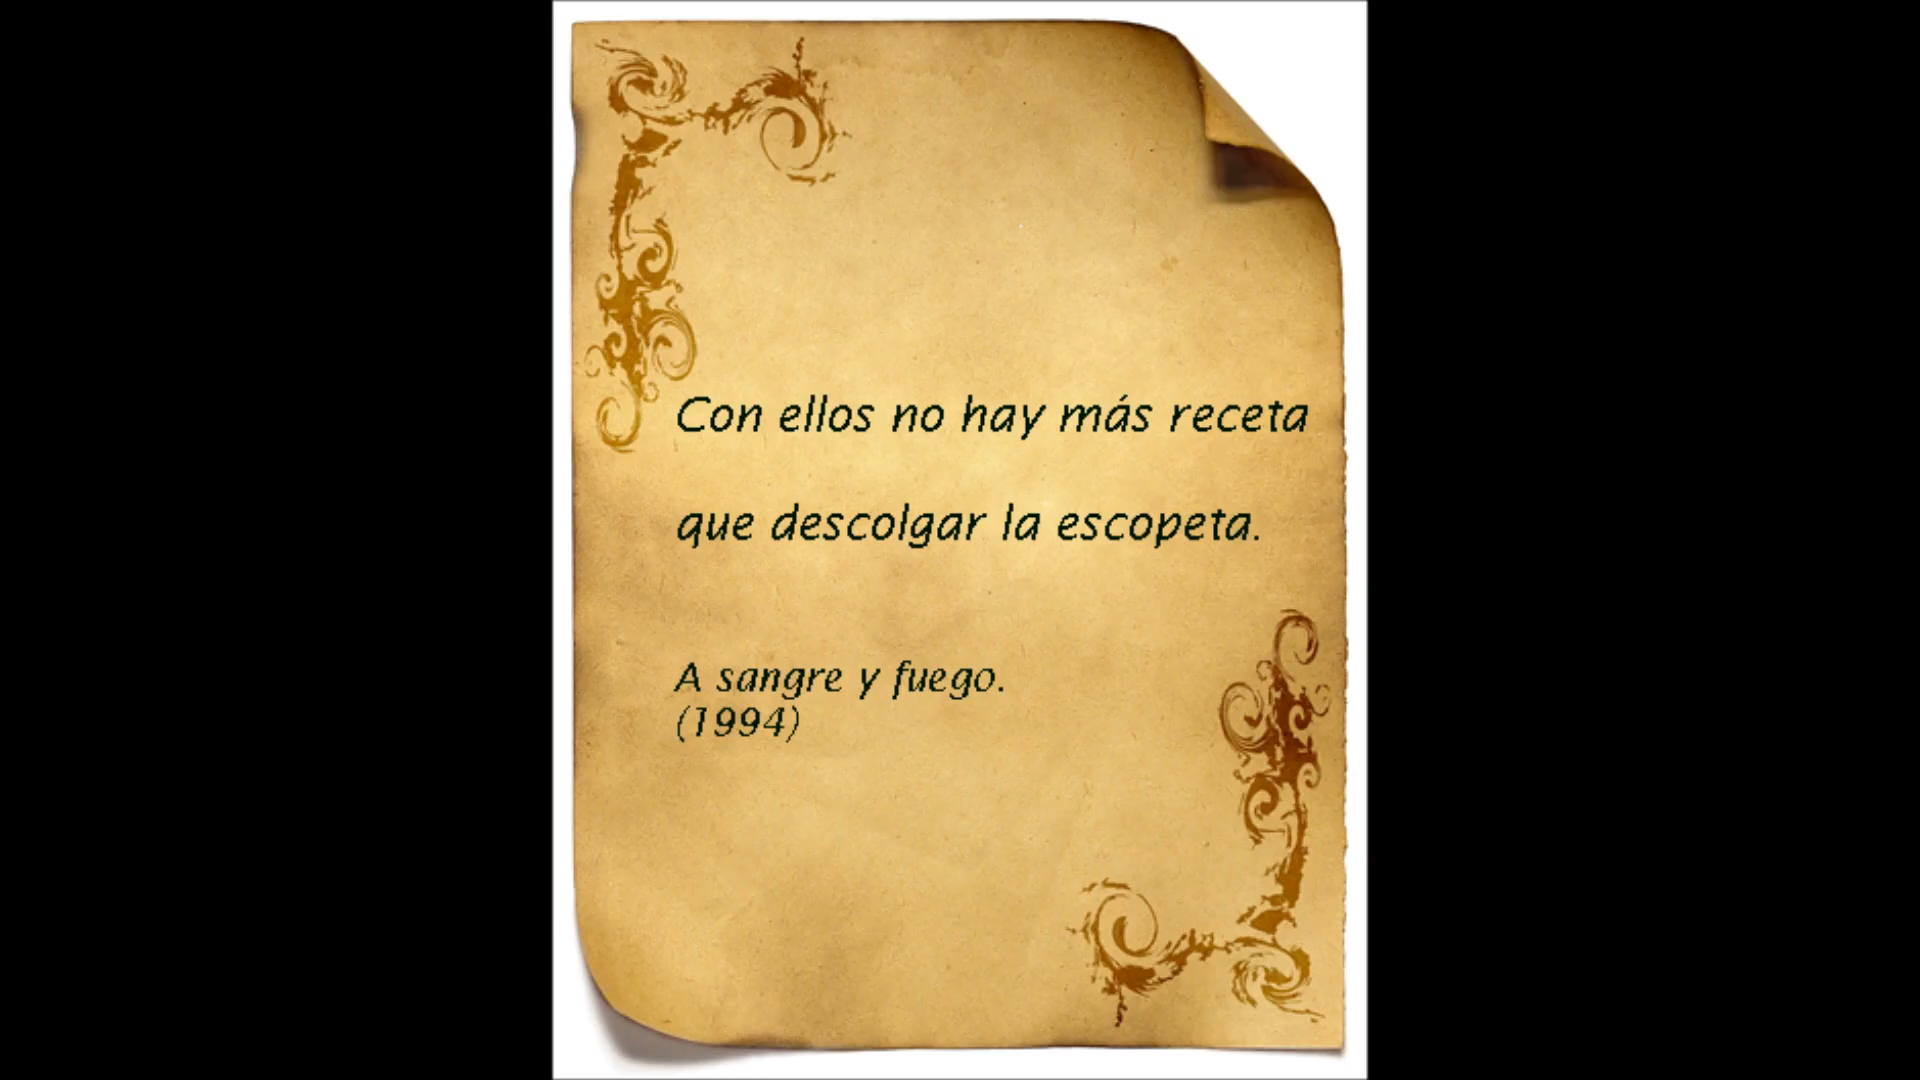 Con ellos no hay más receta
que descolgar la escopeta.
A sangre y fuego.
(1994)